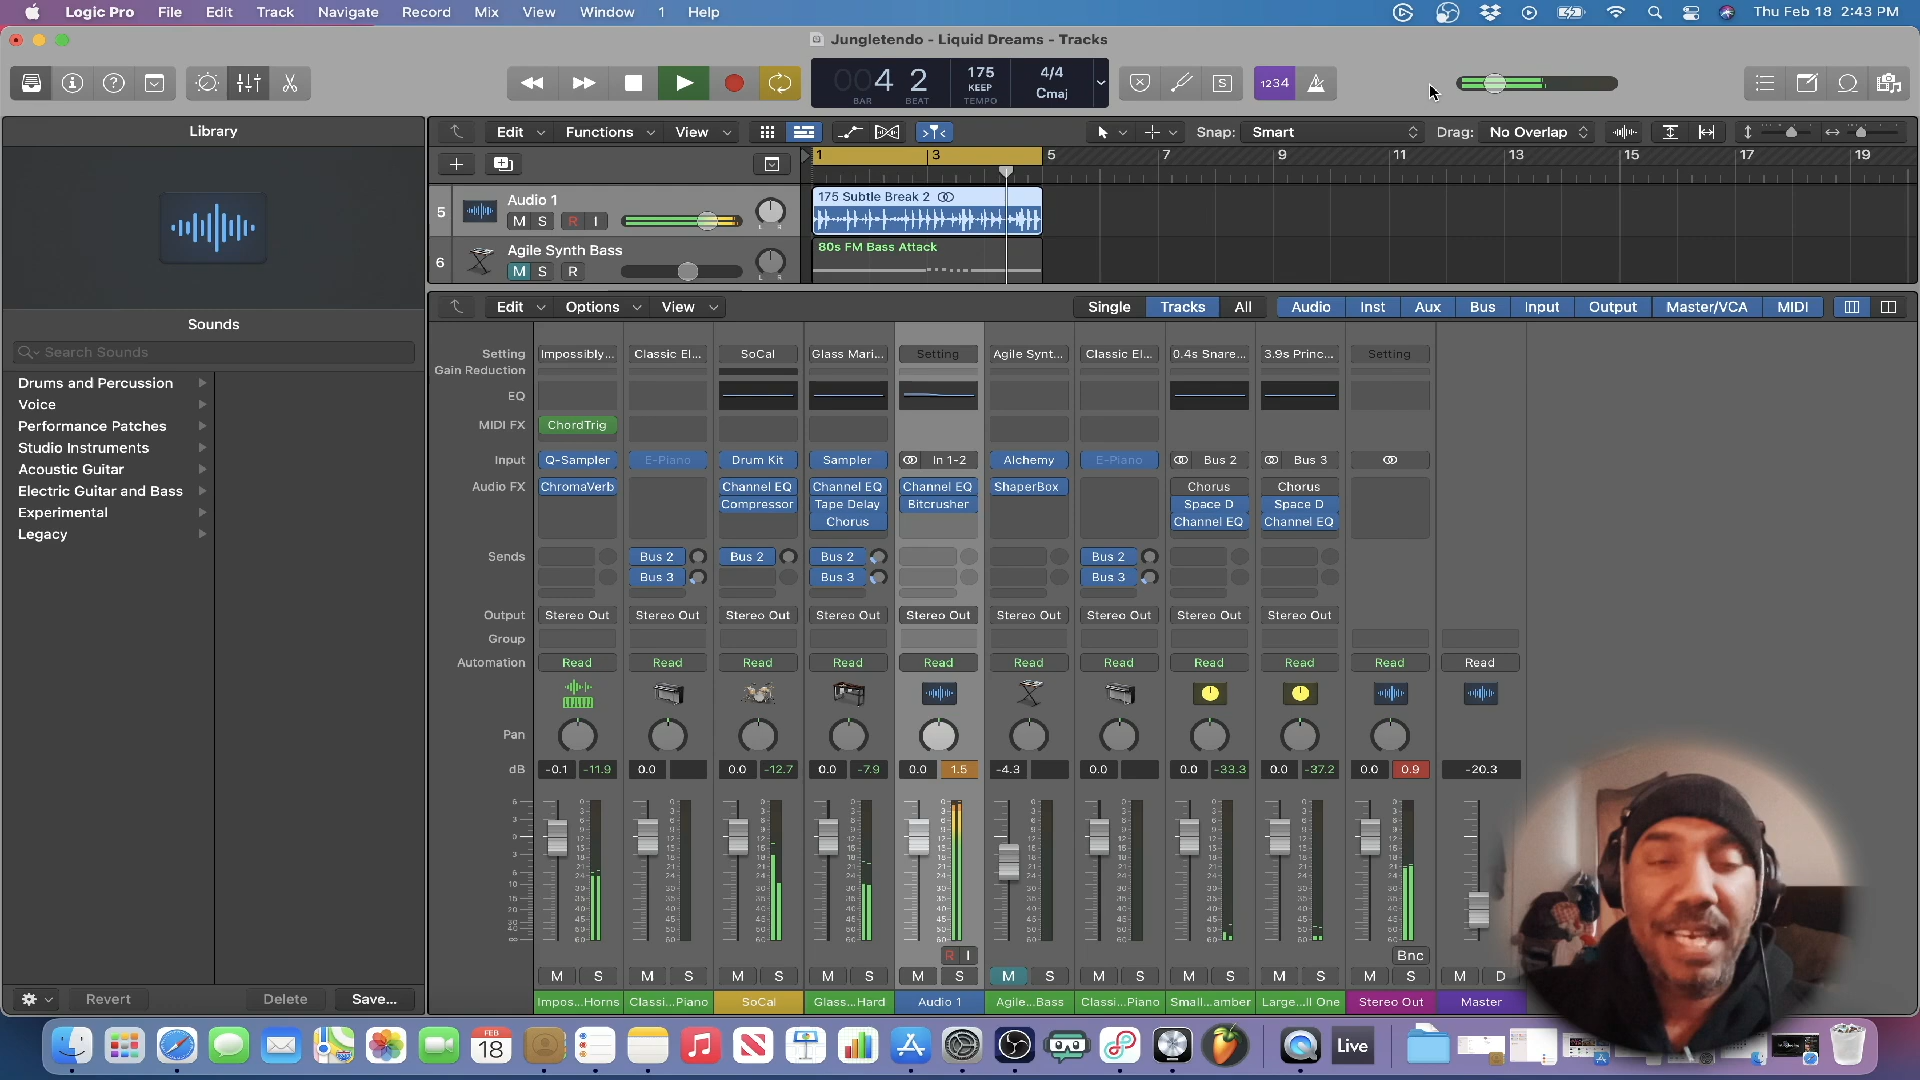 Logic Pro File Edit Track Navigate Record Mix View Window 1 Help
Thu Feb 18 2:43 PM
Jungletendo - Liquid Dreams - Tracks
004 2
BAR BEAT
175
KEEP
TEMPO
4/4
Cmaj
S
1234
Library
Edit Functions View
Snap: Smart
Drag: No Overlap
1 3 5 7 9 11 13 15 17 19
5
Audio 1
M S R I
L R
175 Subtle Break 2
6
Agile Synth Bass
M S R
L R
80s FM Bass Attack
Edit Options View
Single Tracks All
Audio Inst Aux Bus Input Output Master/VCA MIDI
Sounds
Search Sounds
Drums and Percussion
Voice
Performance Patches
Studio Instruments
Acoustic Guitar
Electric Guitar and Bass
Experimental
Legacy
Setting Impossibly... Classic El... SoCal Glass Mari... Setting Agile Synt... Classic El... 0.4s Snare... 3.9s Princ... Setting
Gain Reduction
EQ
MIDI FX ChordTrig
Input Q-Sampler E-Piano Drum Kit Sampler In 1-2 Alchemy E-Piano Bus 2 Bus 3
Audio FX ChromaVerb Channel EQ Channel EQ Channel EQ ShaperBox Chorus Chorus
Compressor Tape Delay Bitcrusher Space D Space D
Chorus Channel EQ Channel EQ
Sends Bus 2 Bus 2 Bus 2 Bus 2
Bus 3 Bus 3 Bus 3
Output Stereo Out Stereo Out Stereo Out Stereo Out Stereo Out Stereo Out Stereo Out Stereo Out Stereo Out
Group
Automation Read Read Read Read Read Read Read Read Read Read Read
Pan
dB -0.1 -11.9 0.0 0.0 -12.7 0.0 -7.9 0.0 1.5 -4.3 0.0 0.0 -33.3 0.0 -37.2 0.0 0.9 -20.3
R I
Bnc
M S M S M S M S M S M S M S M S M S M S M D
Impos...Horns Classi...Piano SoCal Glass...Hard Audio 1 Agile...Bass Classi...Piano Small...amber Large...ll One Stereo Out Master
Revert Delete Save...
FEB
18
Live